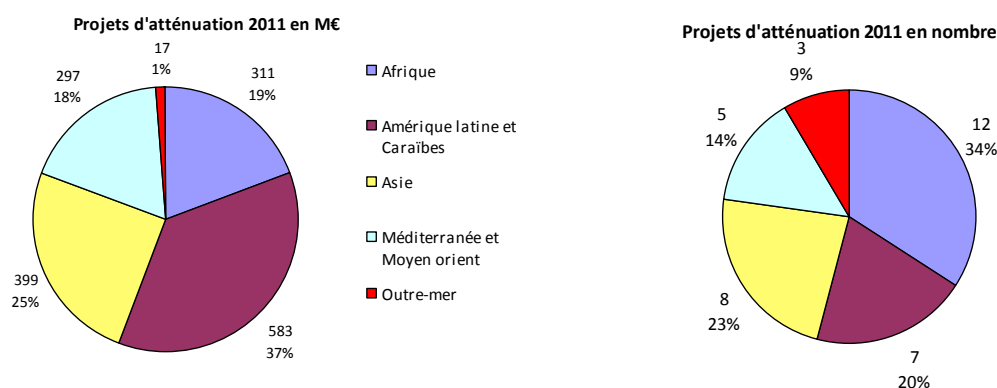 Projets d'atténuation 2011 en M€
17
1%
311
19%
297
18%
399
25%
583
37%
Afrique
Amérique latine et
Caraïbes
Asie
Méditerranée et
Moyen orient
Outre-mer
Projets d'atténuation 2011 en nombre
3
9%
12
34%
5
14%
8
23%
7
20%